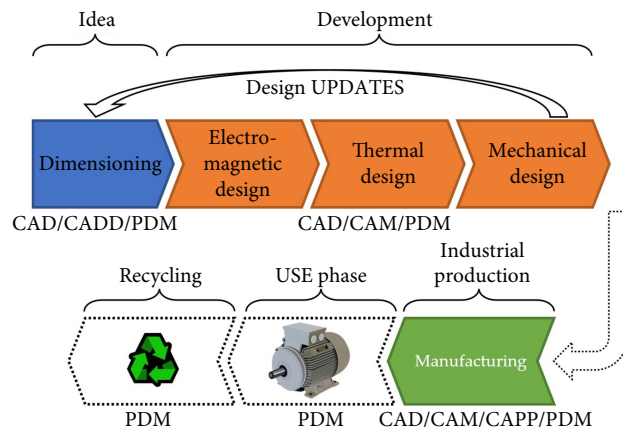 Idea
Development
Design UPDATES
Dimensioning
Electro-
magnetic
design
Thermal
design
Mechanical
design
CAD/CADD/PDM
CAD/CAM/PDM
Recycling
USE phase
Industrial
production
Manufacturing
PDM
PDM
CAD/CAM/CAPP/PDM